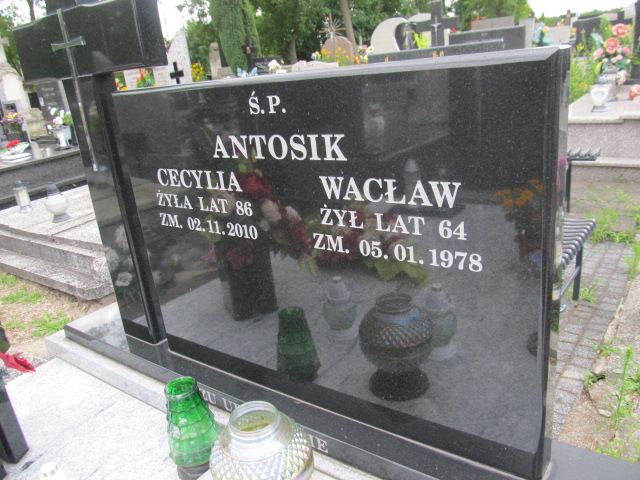 Ś.P.
ANTOSIK
CECYLIA
ŻYŁA LAT 86
ZM. 02.11.2010
WACŁAW
ŻYŁ LAT 64
ZM. 05.01.1978